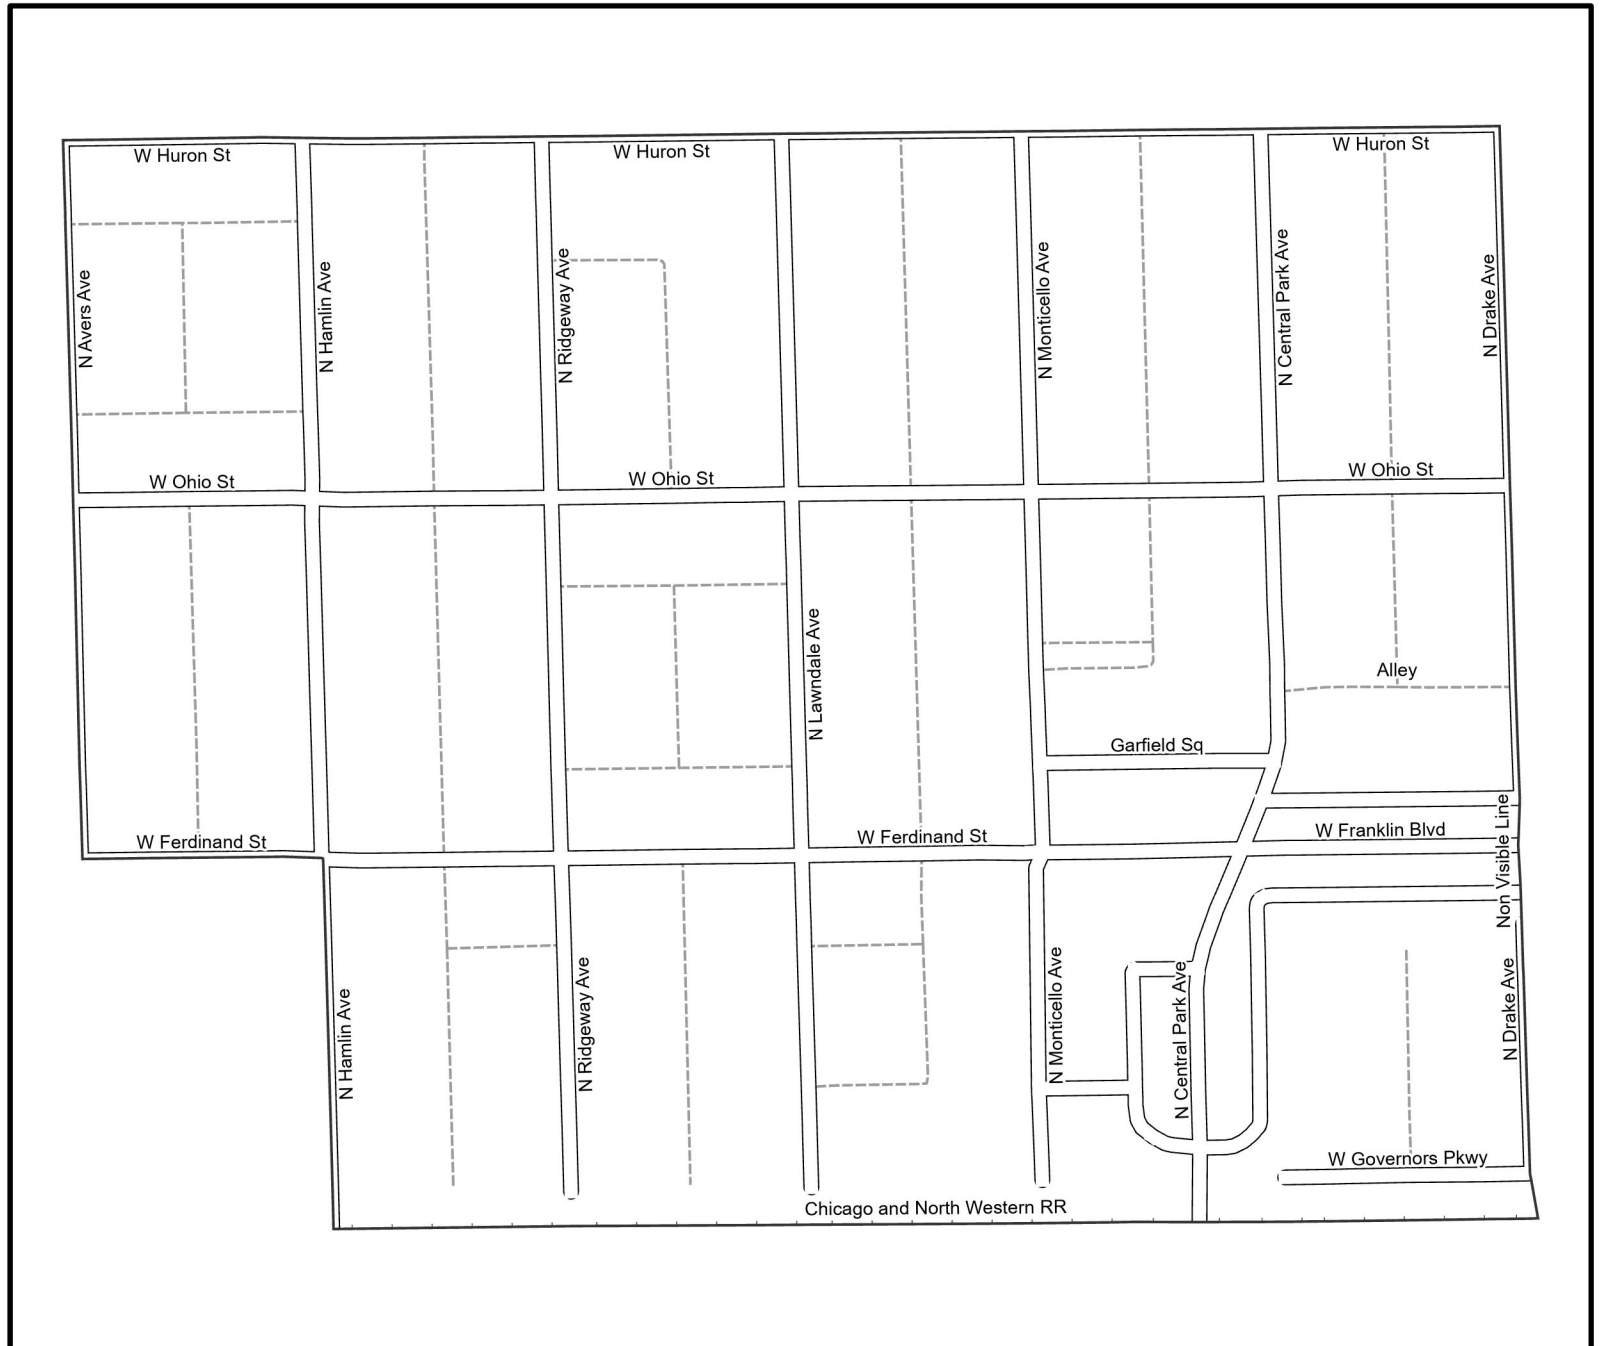 W Huron St
W Huron St
W Huron St
N Avers Ave
N Hamlin Ave
N Ridgeway Ave
N Monticello Ave
N Central Park Ave
N Drake Ave
W Ohio St
W Ohio St
W Ohio St
N Lawndale Ave
Alley
Garfield Sq
W Ferdinand St
W Ferdinand St
W Franklin Blvd
Non Visible Line
N Hamlin Ave
N Ridgeway Ave
N Monticello Ave
N Central Park Ave
N Drake Ave
W Governors Pkwy
Chicago and North Western RR